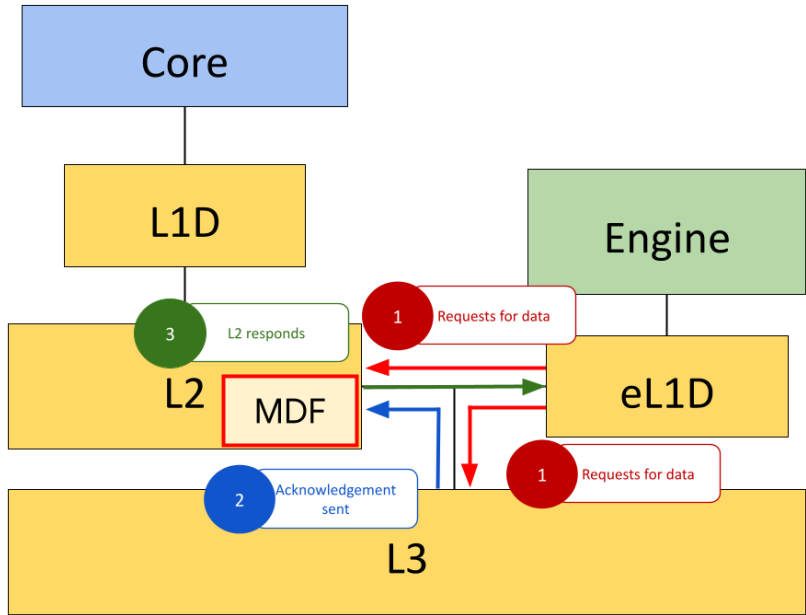 Core
L1D
Engine
1
Requests for data
3
L2 responds
L2
MDF
eL1D
1
Requests for data
2
Acknowledgement
sent
L3